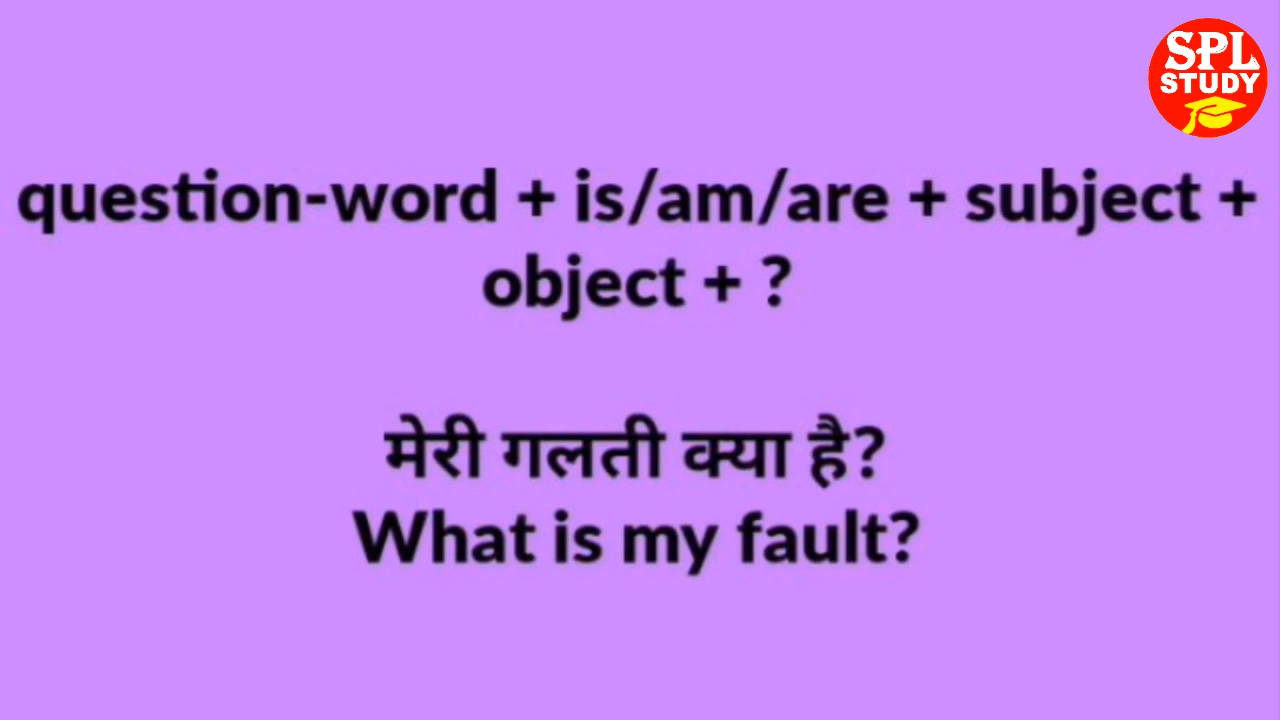 SPL
STUDY
question-word + is/am/are + subject +
object + ?
मेरी गलती क्या है?
What is my fault?